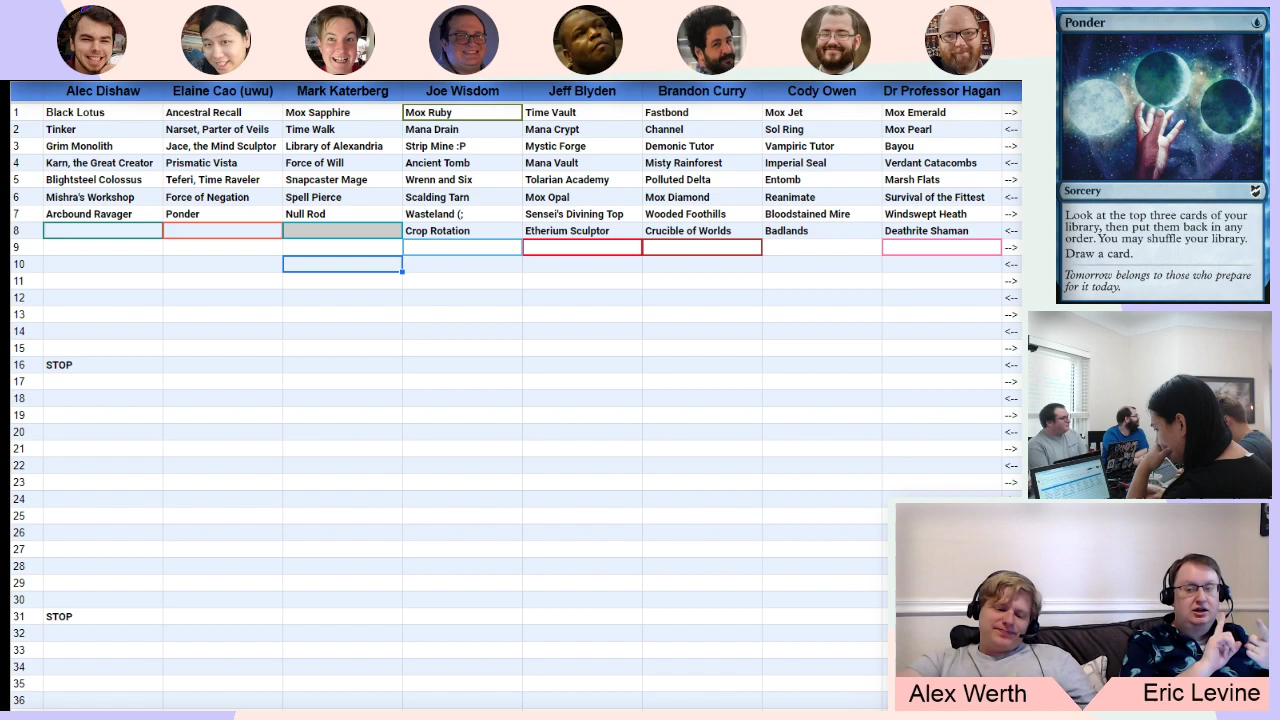 Alec Dishaw Elaine Cao (uwu) Mark Katerberg Joe Wisdom Jeff Blyden Brandon Curry Cody Owen Dr Professor Hagan
1 Black Lotus Ancestral Recall Mox Sapphire Mox Ruby Time Vault Fastbond Mox Jet Mox Emerald -->
2 Tinker Narset, Parter of Veils Time Walk Mana Drain Mana Crypt Channel Sol Ring Mox Pearl <--
3 Grim Monolith Jace, the Mind Sculptor Library of Alexandria Strip Mine :P Mystic Forge Demonic Tutor Vampiric Tutor Bayou -->
4 Karn, the Great Creator Prismatic Vista Force of Will Ancient Tomb Mana Vault Misty Rainforest Imperial Seal Verdant Catacombs <--
5 Blightsteel Colossus Teferi, Time Raveler Snapcaster Mage Wrenn and Six Tolarian Academy Polluted Delta Entomb Marsh Flats -->
6 Mishra's Workshop Force of Negation Spell Pierce Scalding Tarn Mox Opal Mox Diamond Reanimate Survival of the Fittest <--
7 Arcbound Ravager Ponder Null Rod Wasteland (; Sensei's Divining Top Wooded Foothills Bloodstained Mire Windswept Heath -->
8 Crop Rotation Etherium Sculptor Crucible of Worlds Badlands Deathrite Shaman <--
9 -->
10 <--
11 -->
12 <--
13 -->
14 <--
15 -->
16 STOP <--
17 -->
18 <--
19 -->
20 <--
21 -->
22 <--
23 -->
24
25
26
27
28
29
30
31 STOP
32
33
34
35
36
Ponder
Sorcery
Look at the top three cards of your
library, then put them back in any
order. You may shuffle your library.
Draw a card.
Tomorrow belongs to those who prepare
for it today.
Alex Werth
Eric Levine